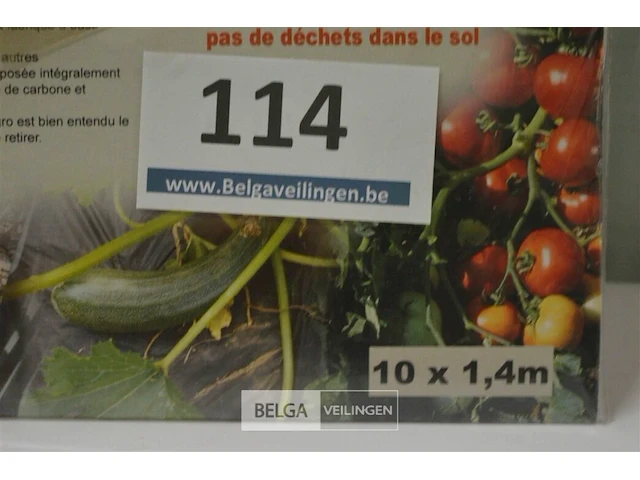 pas de déchets dans le sol
autres
posée intégralement
de carbone et
ro est bien entendu le
retirer.
114
www.Belgaveilingen.be
10 x 1,4m
BELGA VEILINGEN